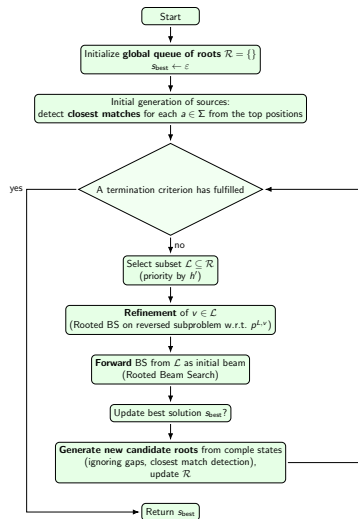 Start
Initialize global queue of roots ℛ = {}
s_best ← ε
Initial generation of sources:
detect closest matches for each a ∈ Σ from the top positions
yes
A termination criterion has fulfilled
no
Select subset ℒ ⊆ ℛ
(priority by h′)
Refinement of v ∈ ℒ
(Rooted BS on reversed subproblem w.r.t. p^{L,v})
Forward BS from ℒ as initial beam
(Rooted Beam Search)
Update best solution s_best?
Generate new candidate roots from comple states
(ignoring gaps, closest match detection),
update ℛ
Return s_best